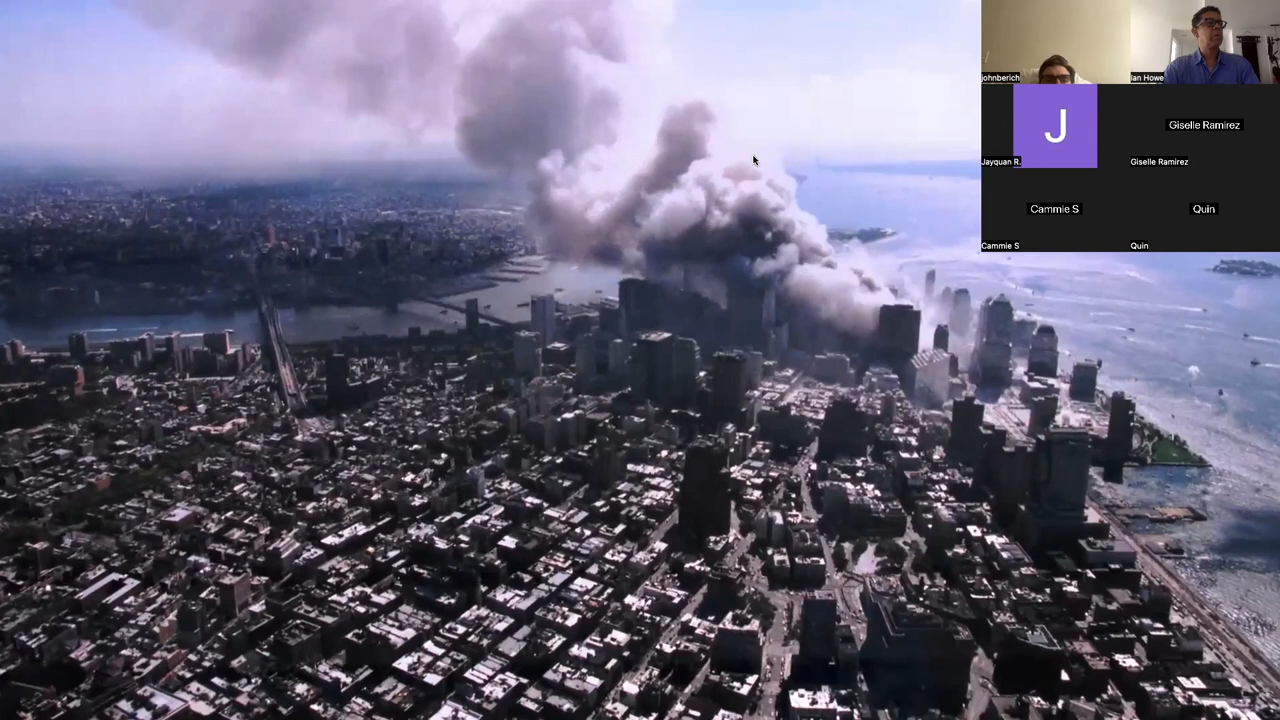 johnberich
Ian Howe
J
Giselle Ramirez
Jayquan R.
Giselle Ramirez
Cammie S
Quin
Cammie S
Quin